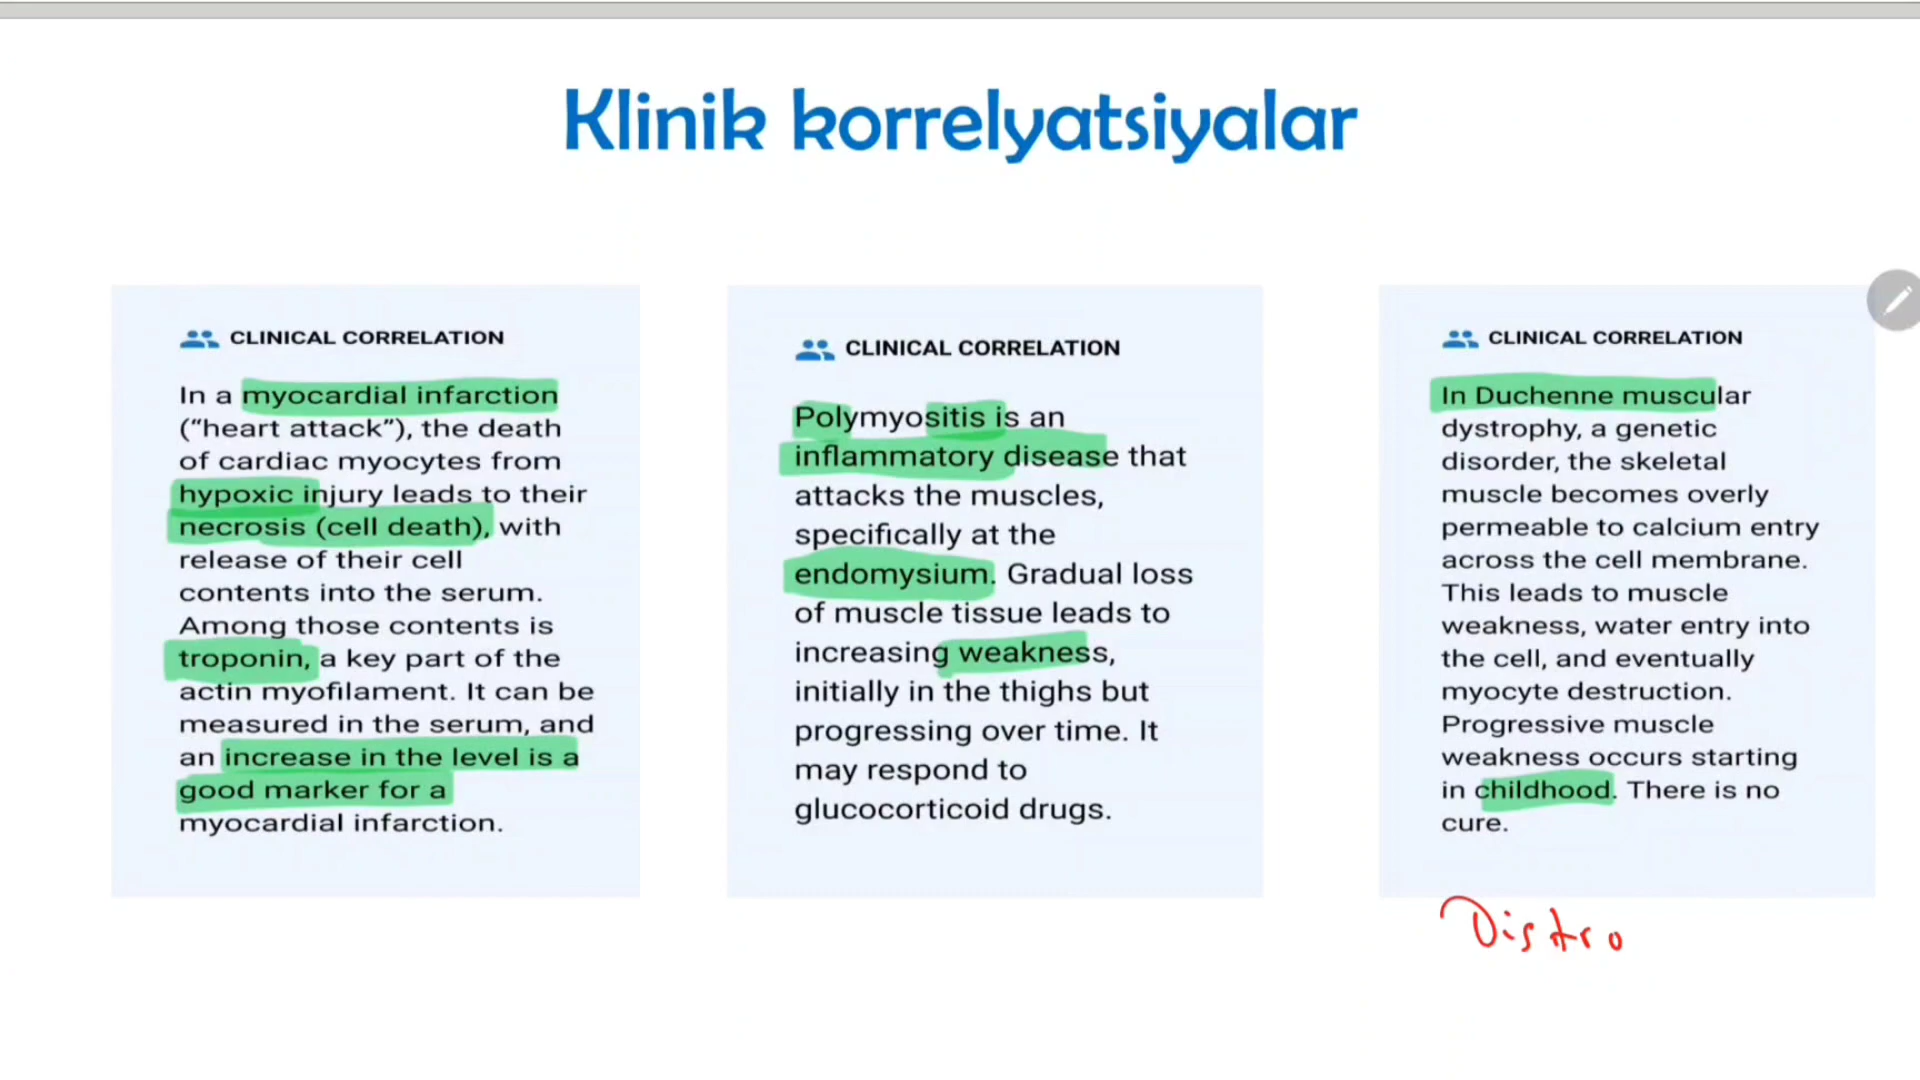 Klinik korrelyatsiyalar
CLINICAL CORRELATION
In a myocardial infarction
(“heart attack”), the death
of cardiac myocytes from
hypoxic injury leads to their
necrosis (cell death), with
release of their cell
contents into the serum.
Among those contents is
troponin, a key part of the
actin myofilament. It can be
measured in the serum, and
an increase in the level is a
good marker for a
myocardial infarction.
CLINICAL CORRELATION
Polymyositis is an
inflammatory disease that
attacks the muscles,
specifically at the
endomysium. Gradual loss
of muscle tissue leads to
increasing weakness,
initially in the thighs but
progressing over time. It
may respond to
glucocorticoid drugs.
CLINICAL CORRELATION
In Duchenne muscular
dystrophy, a genetic
disorder, the skeletal
muscle becomes overly
permeable to calcium entry
across the cell membrane.
This leads to muscle
weakness, water entry into
the cell, and eventually
myocyte destruction.
Progressive muscle
weakness occurs starting
in childhood. There is no
cure.
Distro